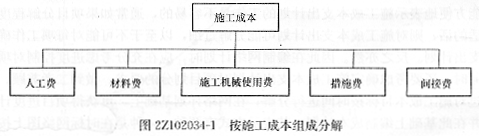 施工成本
人工费
材料费
施工机械使用费
措施费
间接费
图 2Z102034-1 按施工成本组成分解